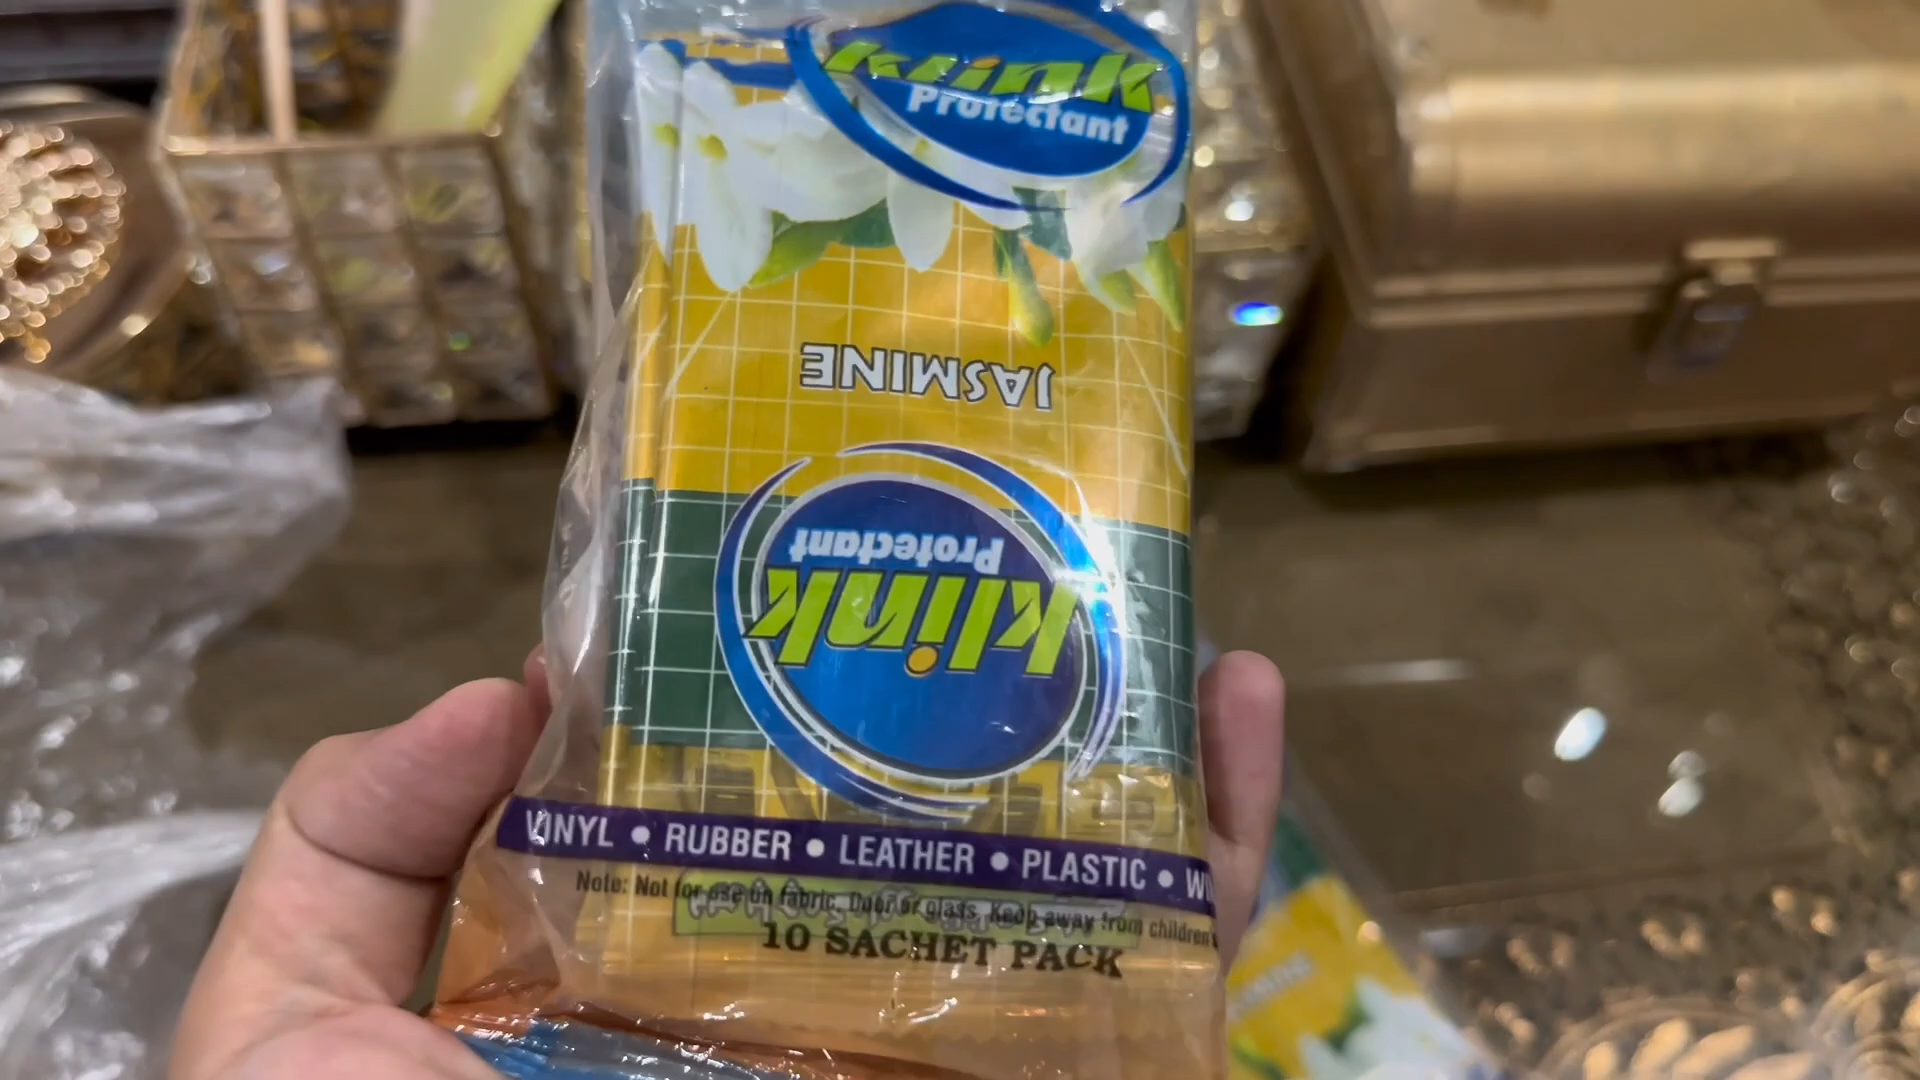 klink
Protectant
JASMINE
Protectant
klink
VINYL • RUBBER • LEATHER • PLASTIC •
Note: Not for use on fabric, Door or glass. Keep away from children's
10 SACHET PACK